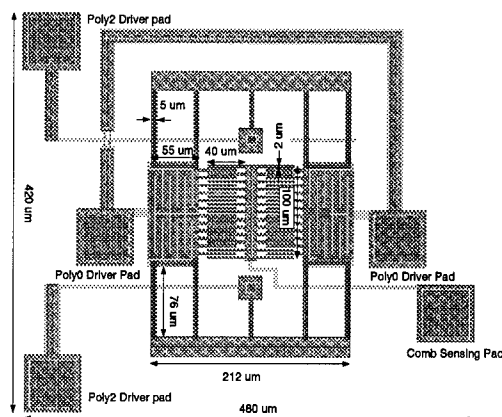 Poly2 Driver pad
5 um
55 um
40 um
2 um
100 um
420 um
Poly0 Driver Pad
Poly0 Driver Pad
76 um
Comb Sensing Pad
212 um
Poly2 Driver pad
480 um